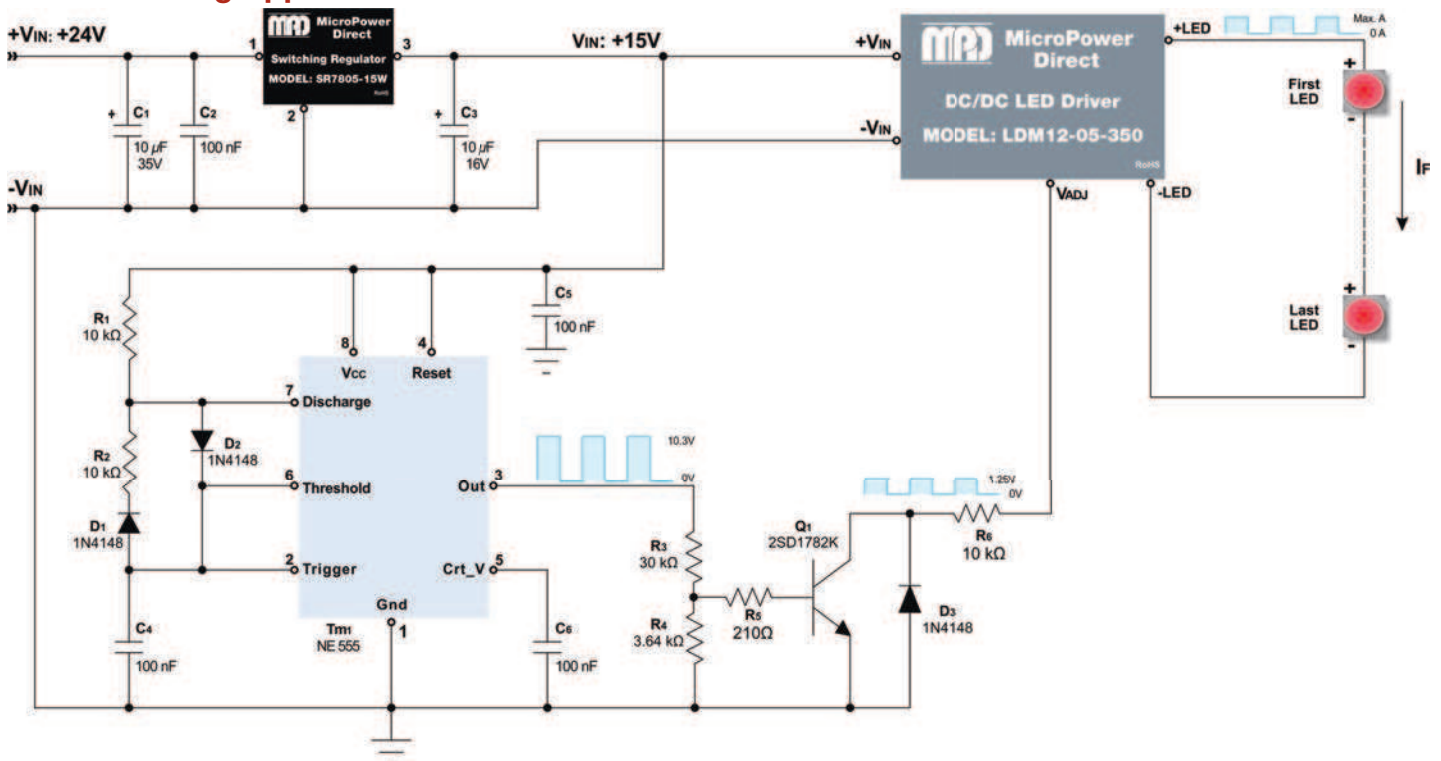 +VIN: +24V
MPD MicroPower
Direct
Switching Regulator
MODEL: SR7805-15W
RoHS
1
3
2
VIN: +15V
+VIN
-VIN
MPD MicroPower
Direct
DC/DC LED Driver
MODEL: LDM12-05-350
RoHS
+LED
VADJ
-LED
Max. A
0 A
+
First
LED
-
IF
+
Last
LED
-
+ C1
10 µF
35V
C2
100 nF
+ C3
10 µF
16V
-VIN
C5
100 nF
R1
10 kΩ
8
4
Vcc
Reset
7
Discharge
R2
10 kΩ
D2
1N4148
6
Threshold
Out
3
10.3V
0V
D1
1N4148
2
Trigger
Crt_V
5
Gnd
1
Tm1
NE 555
C4
100 nF
C6
100 nF
R3
30 kΩ
R4
3.64 kΩ
R5
210Ω
Q1
2SD1782K
1.25V
0V
R6
10 kΩ
D3
1N4148